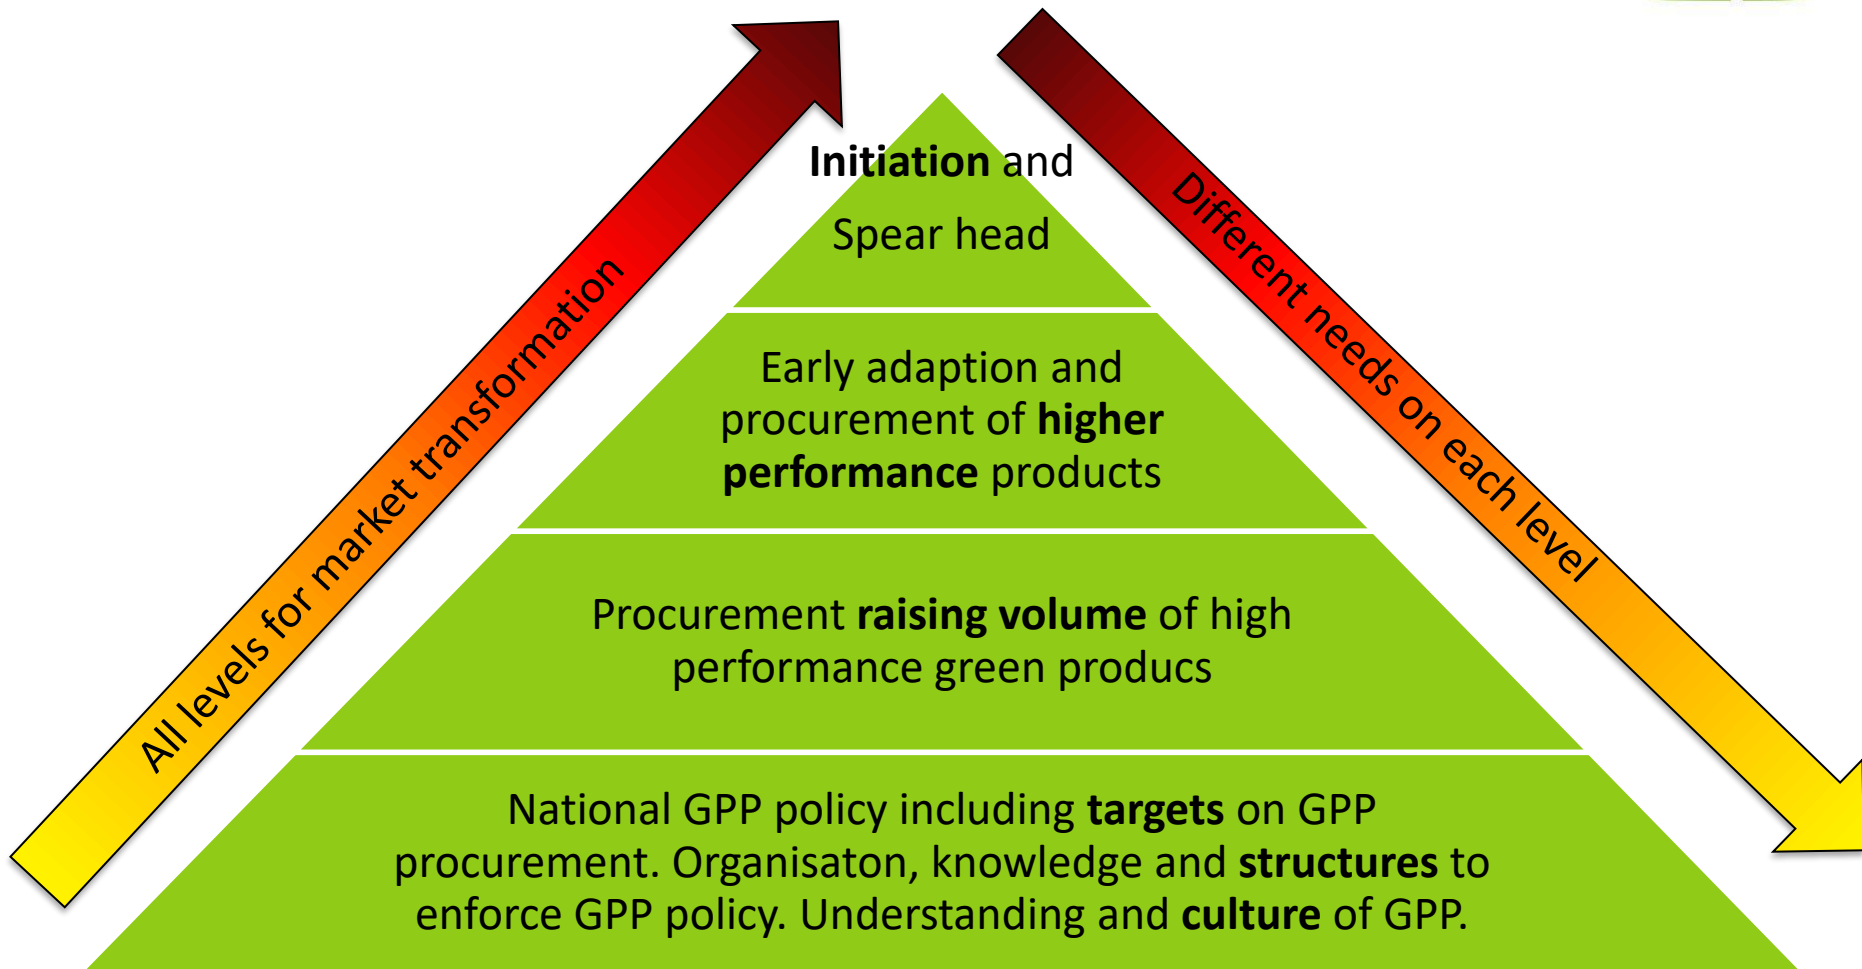 Initiation and
Spear head
Early adaption and
procurement of higher
performance products
Procurement raising volume of high
performance green producs
National GPP policy including targets on GPP
procurement. Organisaton, knowledge and structures to
enforce GPP policy. Understanding and culture of GPP.
All levels for market transformation
Different needs on each level